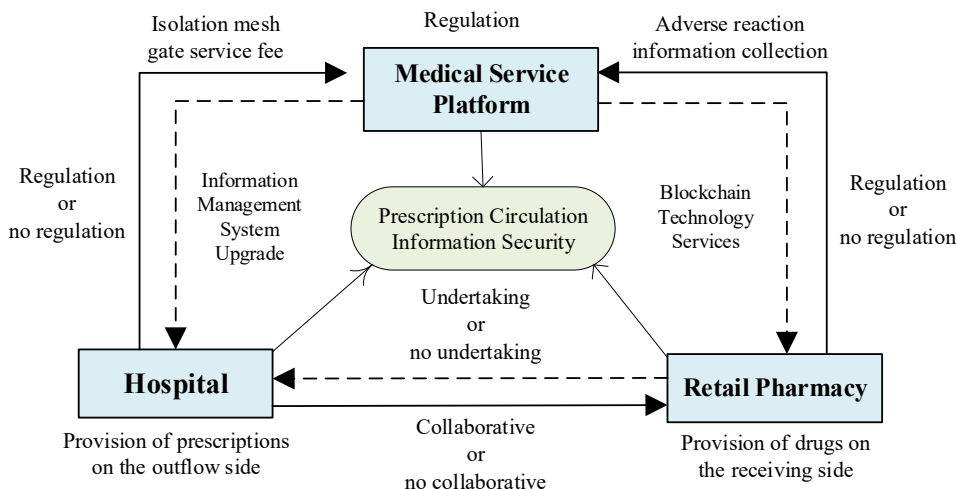 Isolation mesh
gate service fee
Regulation
Adverse reaction
information collection
Medical Service
Platform
Regulation
or
no regulation
Information
Management
System
Upgrade
Prescription Circulation
Information Security
Blockchain
Technology
Services
Regulation
or
no regulation
Undertaking
or
no undertaking
Hospital
Retail Pharmacy
Provision of prescriptions
on the outflow side
Collaborative
or
no collaborative
Provision of drugs on
the receiving side